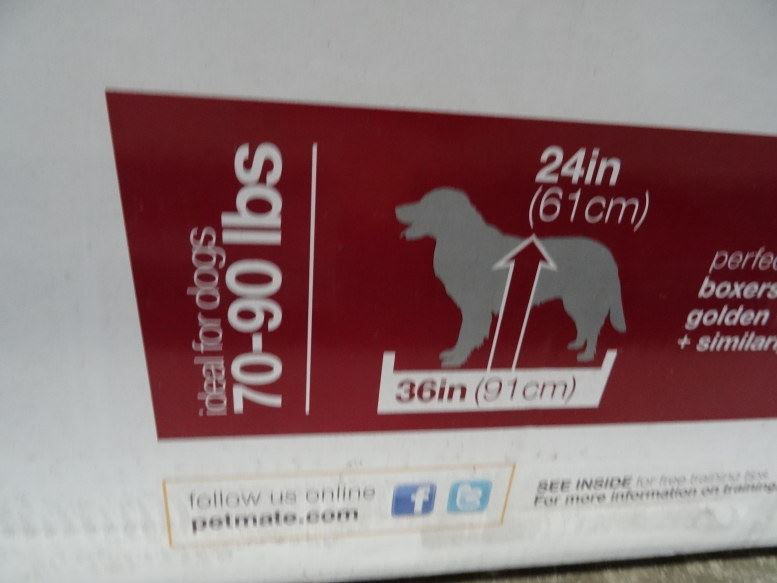 ideal for dogs
70-90 lbs
24in
(61cm)
36in (91cm)
boxers
golden
+ similar
follow us online
petmate.com
SEE INSIDE for free training tips
For more information on training